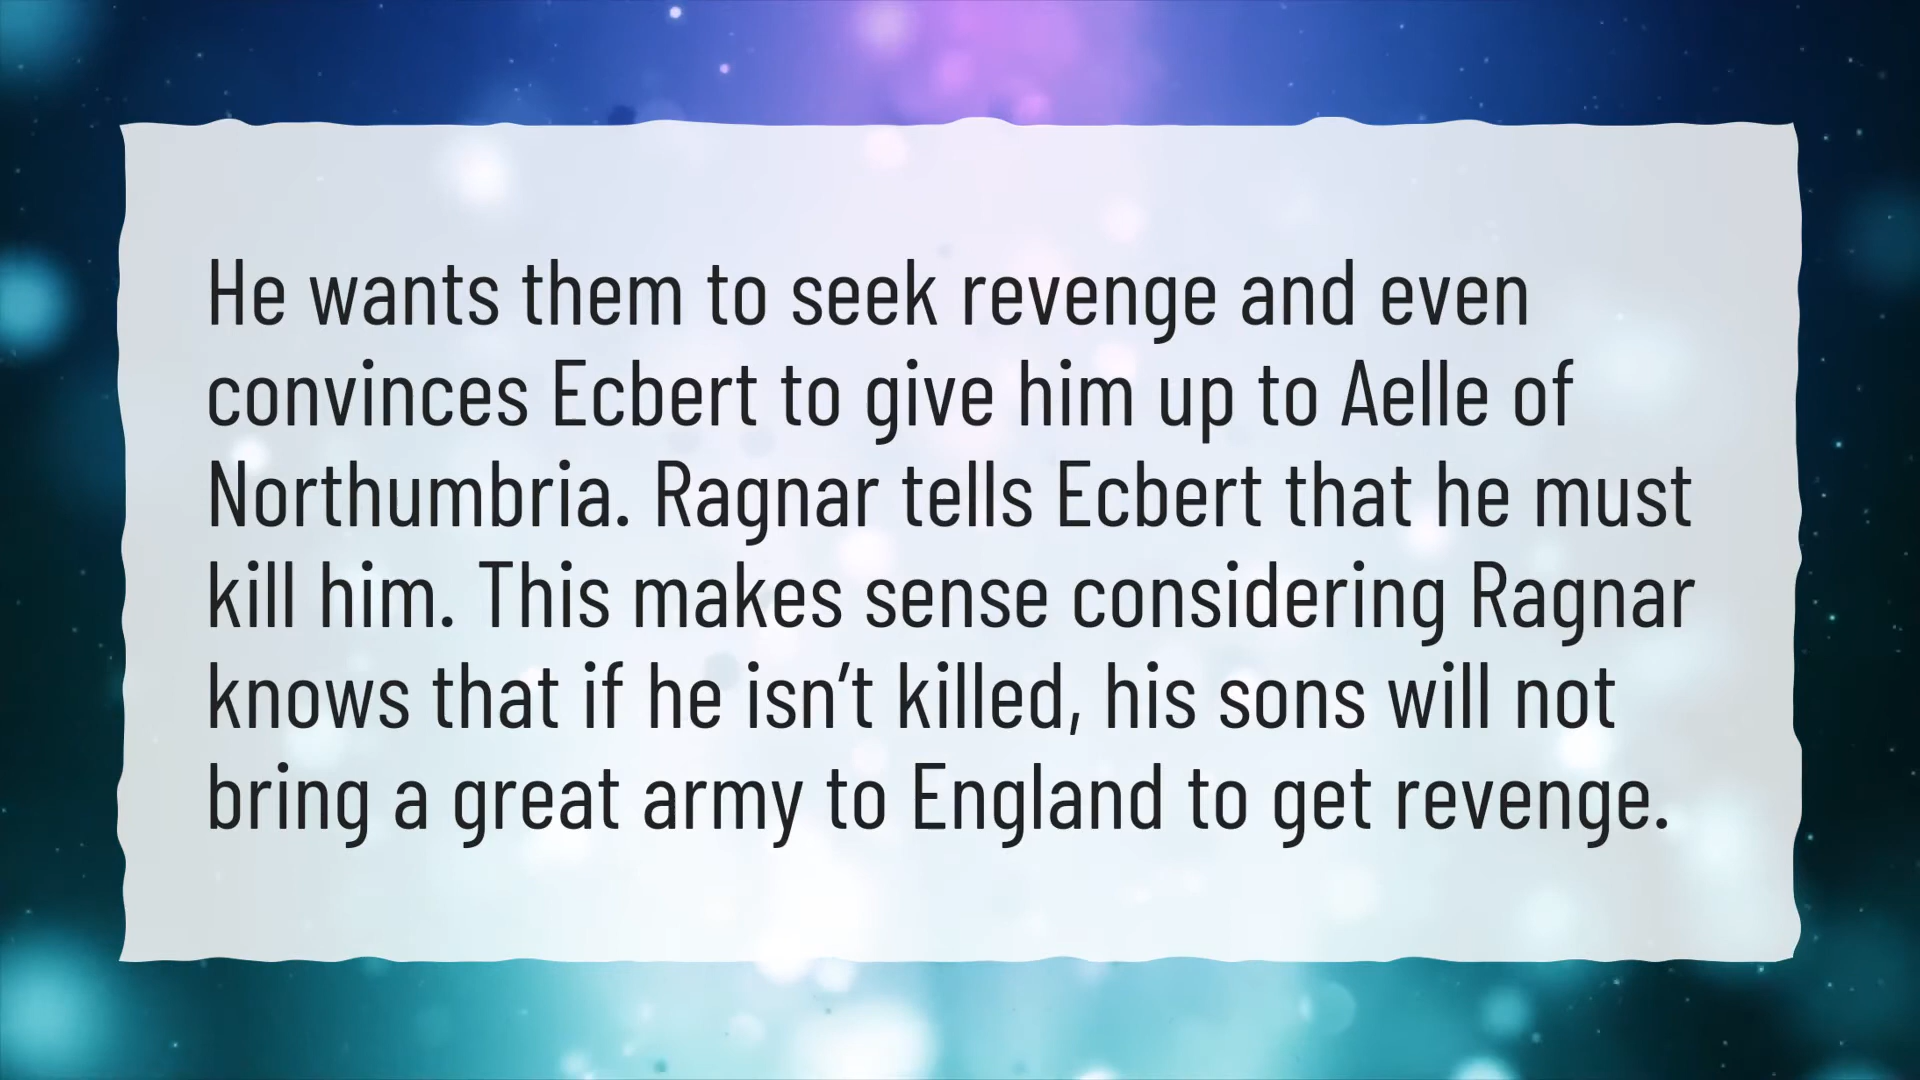 He wants them to seek revenge and even
convinces Ecbert to give him up to Aelle of
Northumbria. Ragnar tells Ecbert that he must
kill him. This makes sense considering Ragnar
knows that if he isn’t killed, his sons will not
bring a great army to England to get revenge.